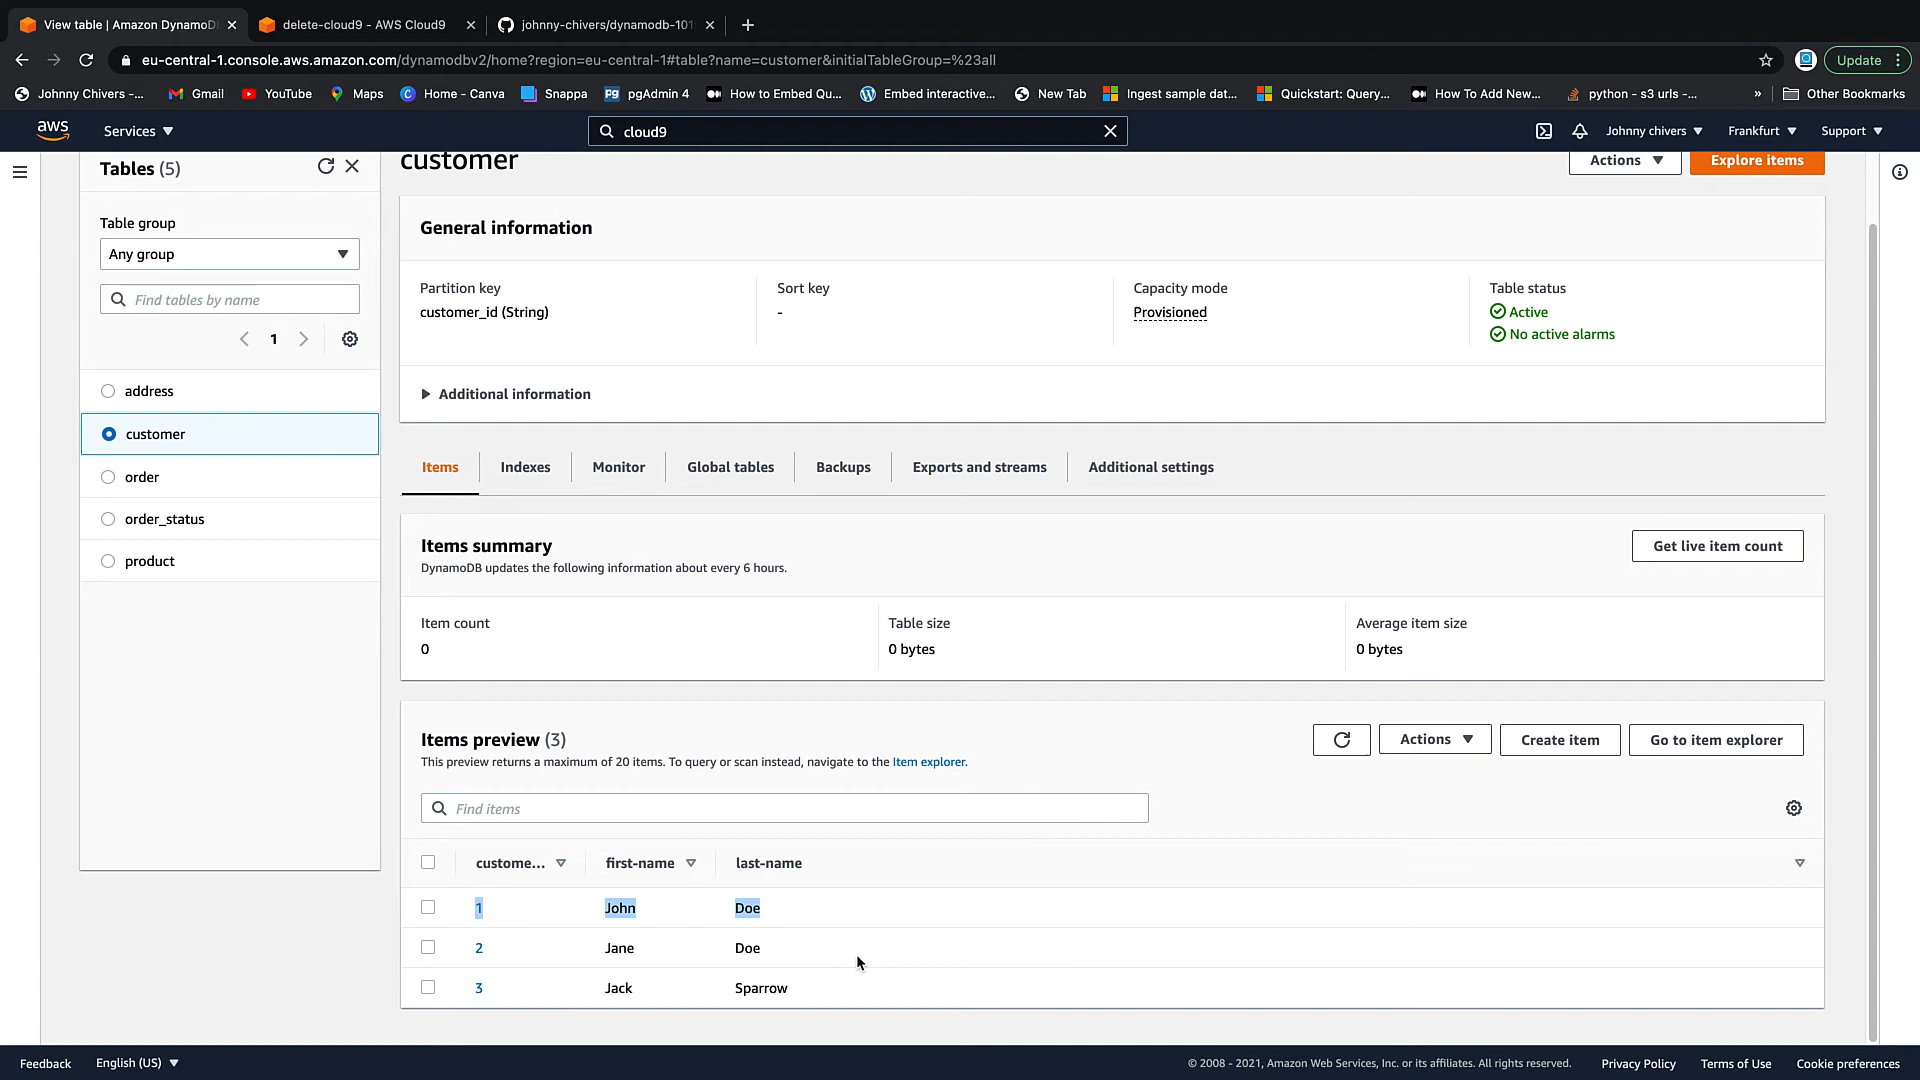 View table | Amazon DynamoD
delete-cloud9 - AWS Cloud9
johnny-chivers/dynamodb-101
eu-central-1.console.aws.amazon.com/dynamodbv2/home?region=eu-central-1#table?name=customer&initialTableGroup=%23all
Update
Johnny Chivers -...
Gmail
YouTube
Maps
Home - Canva
Snappa
pgAdmin 4
How to Embed Qu...
Embed interactive...
New Tab
Ingest sample dat...
Quickstart: Query,...
How To Add New...
python - s3 urls -...
»
Other Bookmarks
aws
Services
cloud9
Johnny chivers
Frankfurt
Support
Tables (5)
Table group
Any group
Find tables by name
1
address
customer
order
order_status
product
customer
Actions
Explore items
General information
Partition key
customer_id (String)
Sort key
-
Capacity mode
Provisioned
Table status
Active
No active alarms
Additional information
Items
Indexes
Monitor
Global tables
Backups
Exports and streams
Additional settings
Items summary
DynamoDB updates the following information about every 6 hours.
Get live item count
Item count
0
Table size
0 bytes
Average item size
0 bytes
Items preview (3)
This preview returns a maximum of 20 items. To query or scan instead, navigate to the Item explorer.
Actions
Create item
Go to item explorer
Find items
custome... first-name last-name
1 John Doe
2 Jane Doe
3 Jack Sparrow
Feedback
English (US)
© 2008 - 2021, Amazon Web Services, Inc. or its affiliates. All rights reserved.
Privacy Policy
Terms of Use
Cookie preferences